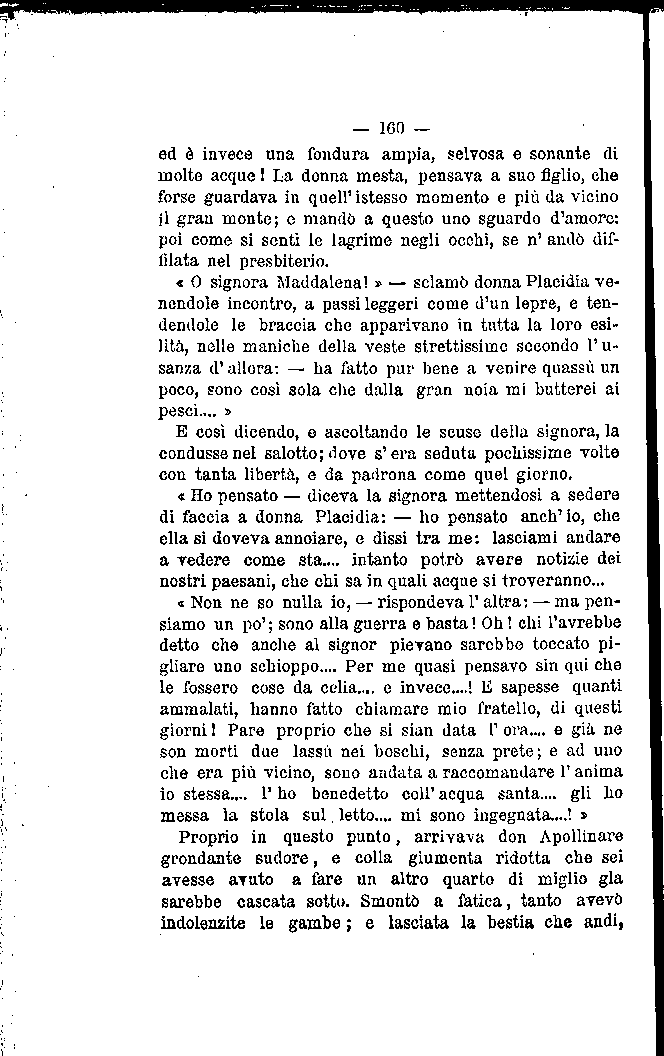 — 160 —
ed è invece una fondura ampia, selvosa e sonante di
molte acque! La donna mesta, pensava a suo figlio, che
forse guardava in quell' istesso momento e più da vicino
il gran monte; e mandò a questo uno sguardo d'amore:
poi come si sentì le lagrime negli occhi, se n' andò dif-
filata nel presbiterio.
« O signora Maddalena! » — sclamò donna Placidia ve-
nendole incontro, a passi leggeri come d'un lepre, e ten-
dendole le braccia che apparivano in tutta la loro esi-
lità, nelle maniche della veste strettissime secondo l' u-
sanza d' allora: — ha fatto pur bene a venire quassù un
poco, sono così sola che dalla gran noia mi butterei ai
pesci.... »
E così dicendo, e ascoltando le scuse della signora, la
condusse nel salotto; dove s' era seduta pochissime volte
con tanta libertà, e da padrona come quel giorno.
« Ho pensato — diceva la signora mettendosi a sedere
di faccia a donna Placidia: — ho pensato anch' io, che
ella si doveva annoiare, e dissi tra me: lasciami andare
a vedere come sta.... intanto potrò avere notizie dei
nostri paesani, che chi sa in quali acque si troveranno...
« Non ne so nulla io, — rispondeva l' altra: — ma pen-
siamo un po'; sono alla guerra e basta! Oh! chi l'avrebbe
detto che anche al signor pievano sarebbe toccato pi-
gliare uno schioppo.... Per me quasi pensavo sin qui che
le fossero cose da celia.... e invece....! E sapesse quanti
ammalati, hanno fatto chiamare mio fratello, di questi
giorni! Pare proprio che si sian data l' ora.... e già ne
son morti due lassù nei boschi, senza prete; e ad uno
che era più vicino, sono andata a raccomandare l' anima
io stessa.... l' ho benedetto coll' acqua santa.... gli ho
messa la stola sul letto.... mi sono ingegnata....! »
Proprio in questo punto, arrivava don Apollinare
grondante sudore, e colla giumenta ridotta che sei
avesse avuto a fare un altro quarto di miglio gla
sarebbe cascata sotto. Smontò a fatica, tanto avevò
indolenzite le gambe; e lasciata la bestia che andi,